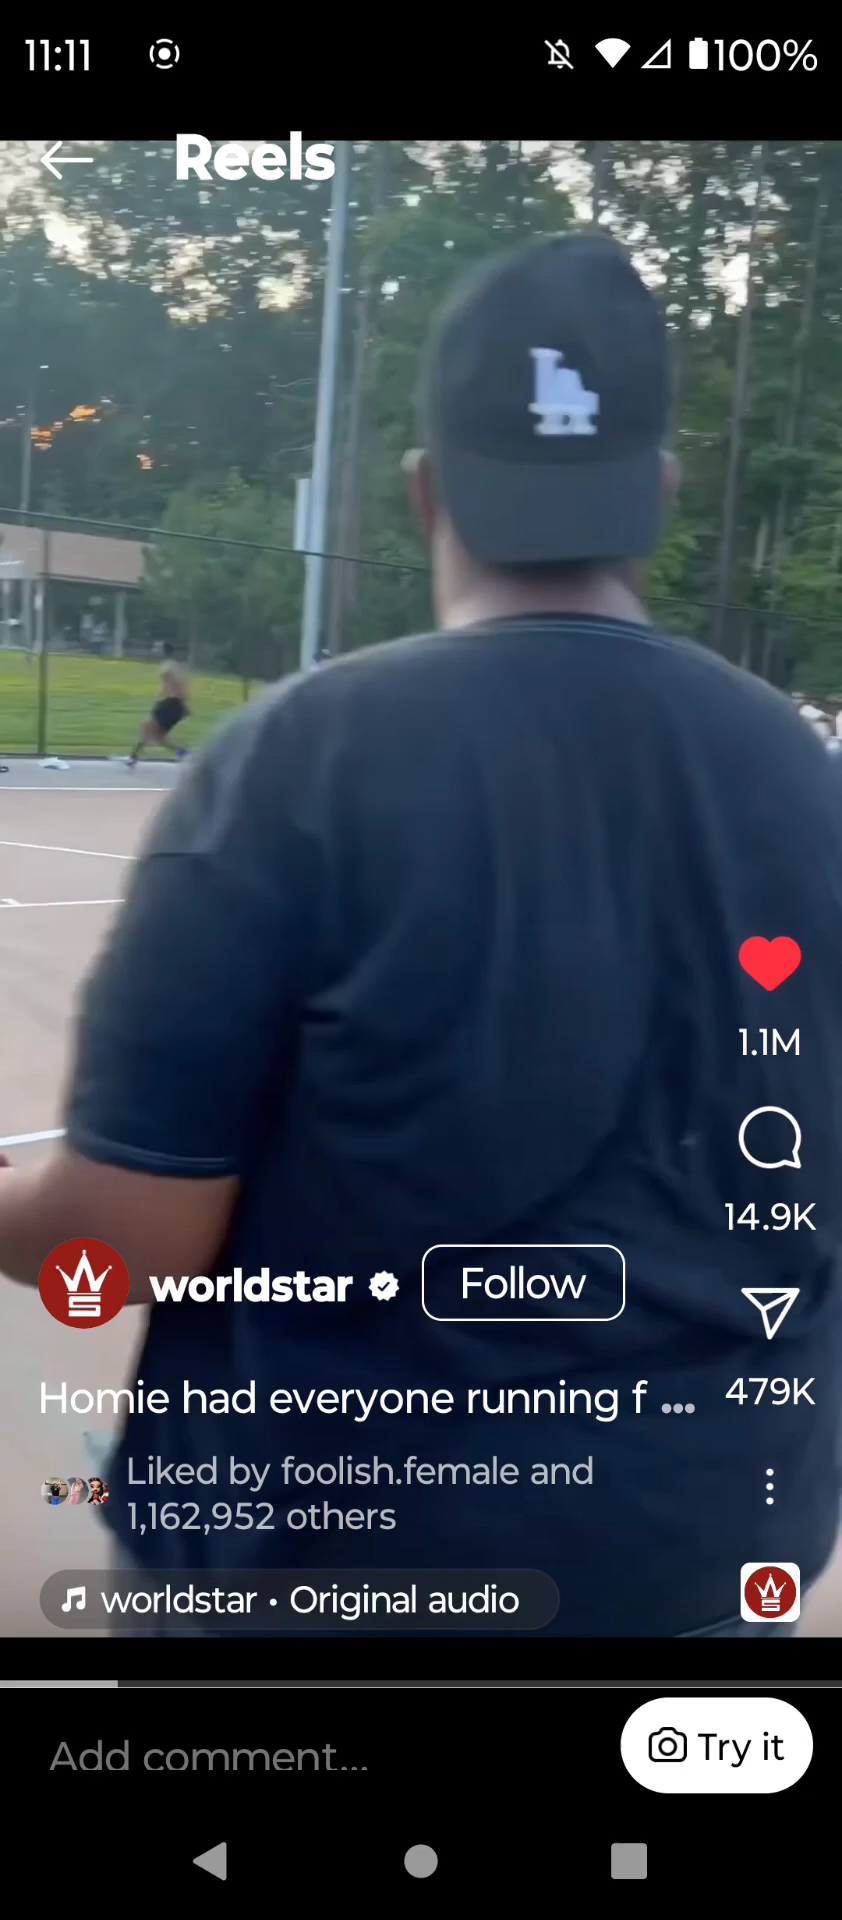 11:11
100%
Reels
LA
1.1M
14.9K
worldstar
Follow
Homie had everyone running f ...
479K
Liked by foolish.female and
1,162,952 others
worldstar • Original audio
Add comment...
Try it